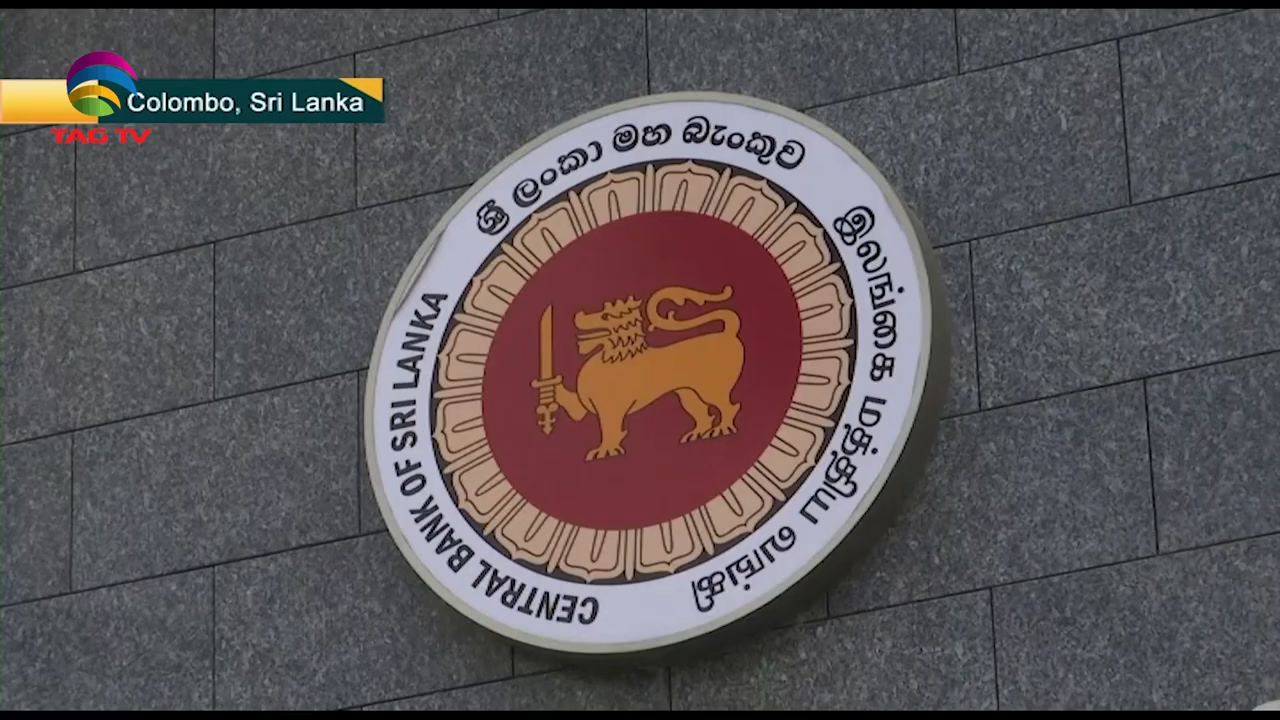 Colombo, Sri Lanka
TAG TV
ශ්‍රී ලංකා මහ බැංකුව
இலங்கை மத்திய வங்கி
CENTRAL BANK OF SRI LANKA